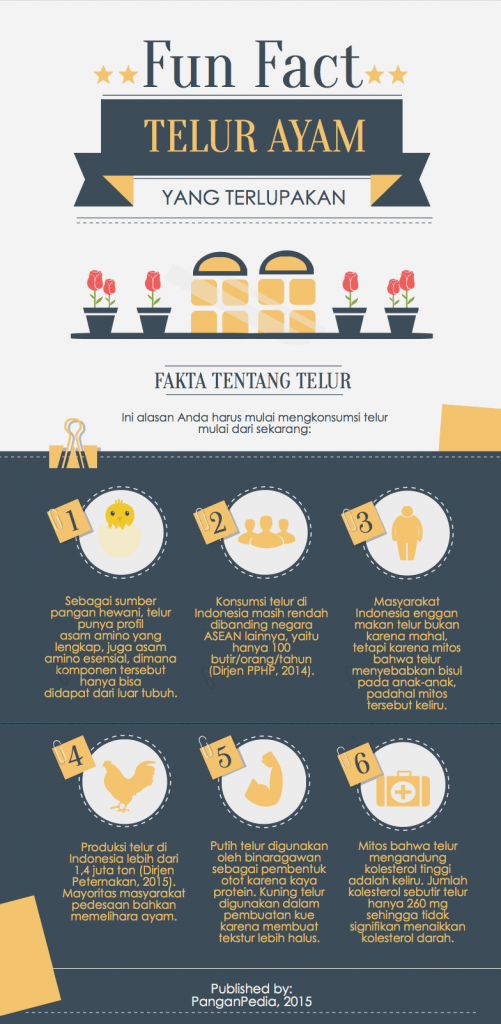 Fun Fact
TELUR AYAM
YANG TERLUPAKAN
FAKTA TENTANG TELUR
Ini alasan Anda harus mulai mengkonsumsi telur
mulai dari sekarang:
1
Sebagai sumber
pangan hewani, telur
punya profil
asam amino yang
lengkap, juga asam
amino esensial, dimana
komponen tersebut
hanya bisa
didapat dari luar tubuh.
2
Konsumsi telur di
Indonesia masih rendah
dibanding negara
ASEAN lainnya, yaitu
hanya 100
butir/orang/tahun
(Dirjen PPHP, 2014).
3
Masyarakat
Indonesia enggan
makan telur bukan
karena mahal,
tetapi karena mitos
bahwa telur
menyebabkan bisul
pada anak-anak,
padahal mitos
tersebut keliru.
4
Produksi telur di
Indonesia lebih dari
1,4 juta ton (Dirjen
Peternakan, 2015).
Mayoritas masyarakat
pedesaan bahkan
memelihara ayam.
5
Putih telur digunakan
oleh binaragawan
sebagai pembentuk
otot karena kaya
protein. Kuning telur
digunakan dalam
pembuatan kue
karena membuat
tekstur lebih halus.
6
Mitos bahwa telur
mengandung
kolesterol tinggi
adalah keliru. Jumlah
kolesterol sebutir telur
hanya 260 mg
sehingga tidak
signifikan menaikkan
kolesterol darah.
Published by:
PanganPedia, 2015